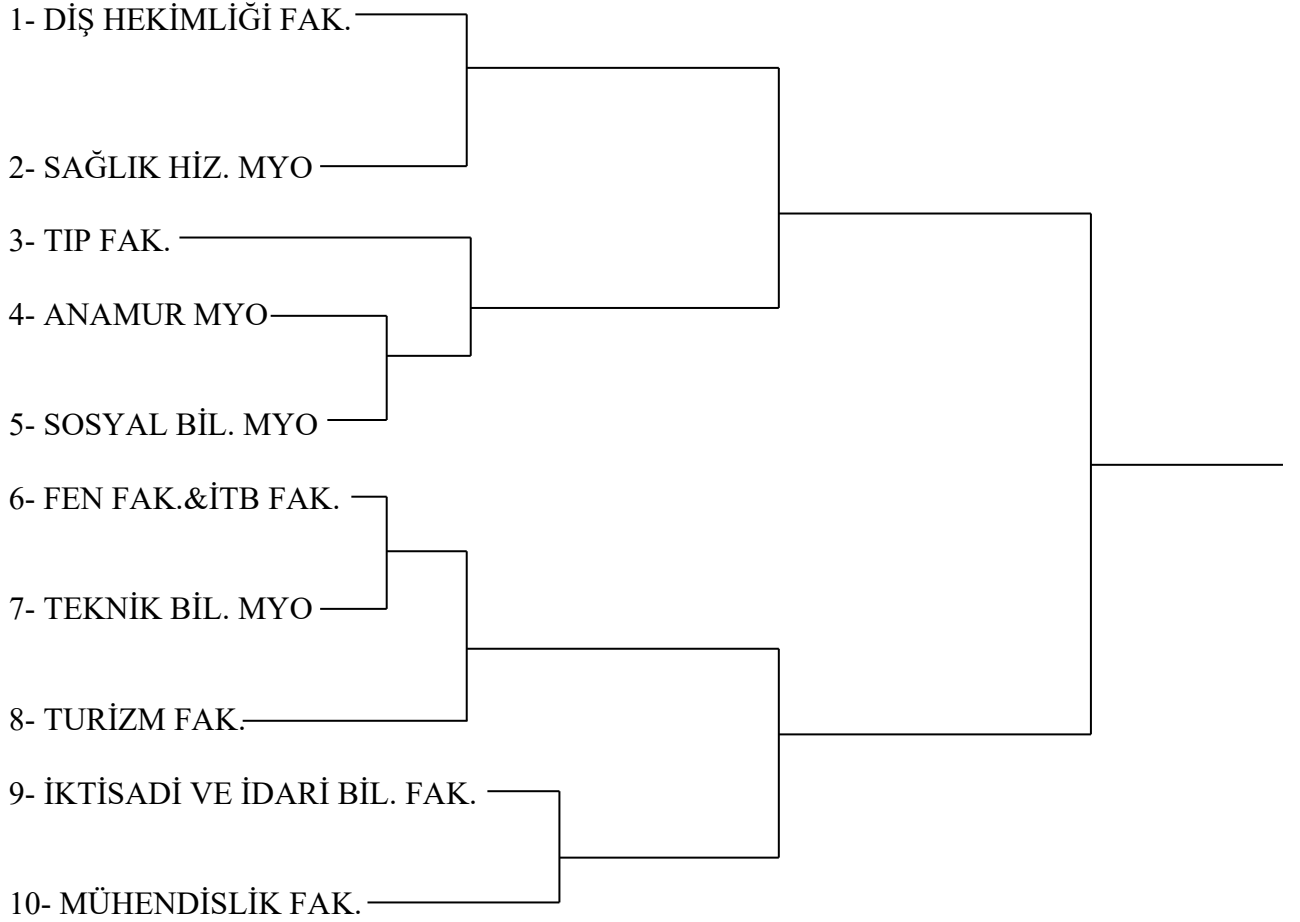 1- DİŞ HEKİMLİĞİ FAK.
2- SAĞLIK HİZ. MYO
3- TIP FAK.
4- ANAMUR MYO
5- SOSYAL BİL. MYO
6- FEN FAK.&İTB FAK.
7- TEKNİK BİL. MYO
8- TURİZM FAK.
9- İKTİSADİ VE İDARİ BİL. FAK.
10- MÜHENDİSLİK FAK.